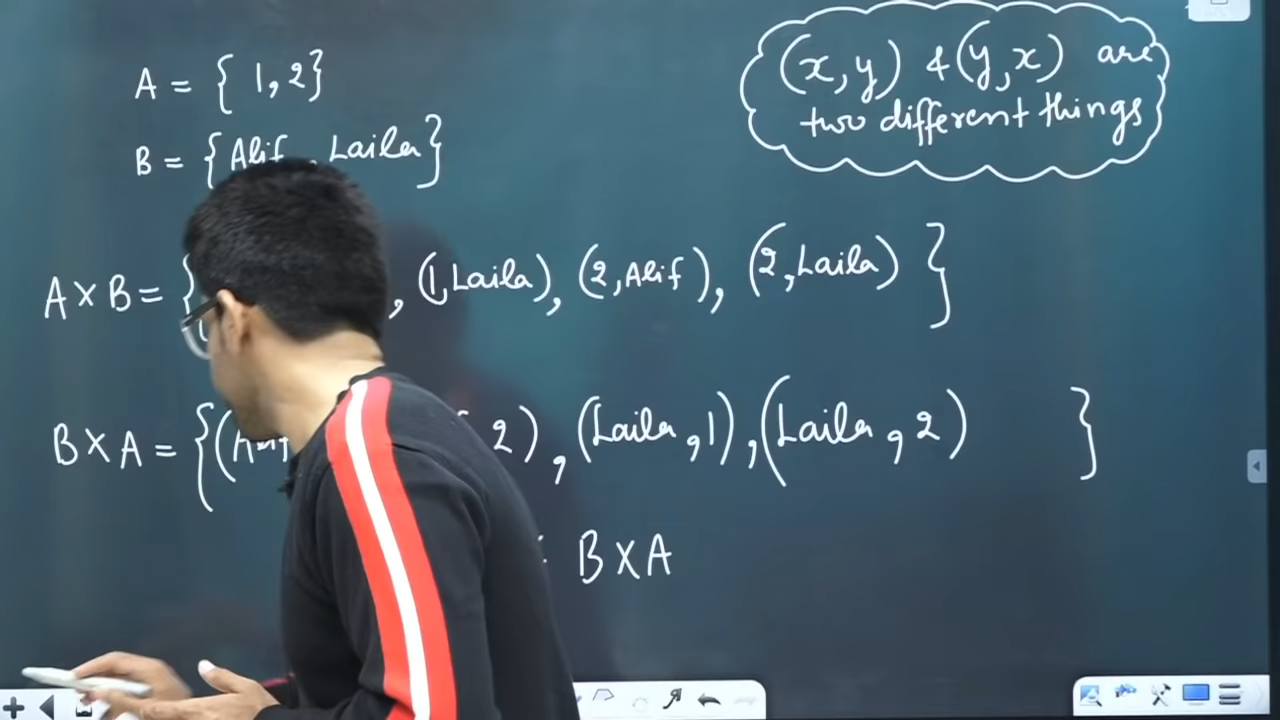 A = { 1, 2}
B = {Alif, Laila}
(x, y) & (y, x) are
two different things
A X B = { , (1, Laila), (2, Alif), (2, Laila) }
B X A = {(Alif 2), (Laila, 1), (Laila, 2) }
B X A